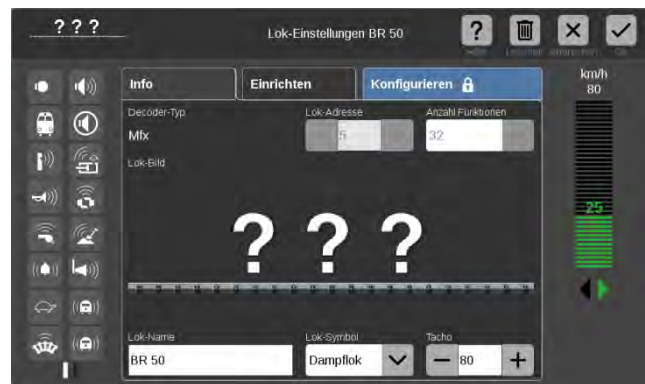 ? ? ?
Lok-Einstellungen BR 50
?
Info
Einrichten
Konfigurieren
km/h
80
Decoder-Typ
Lok-Adresse
Anzahl Funktionen
Mfx
5
32
Lok-Bild
? ? ?
25
Lok-Name
Lok-Symbol
Tacho
BR 50
Dampflok
80